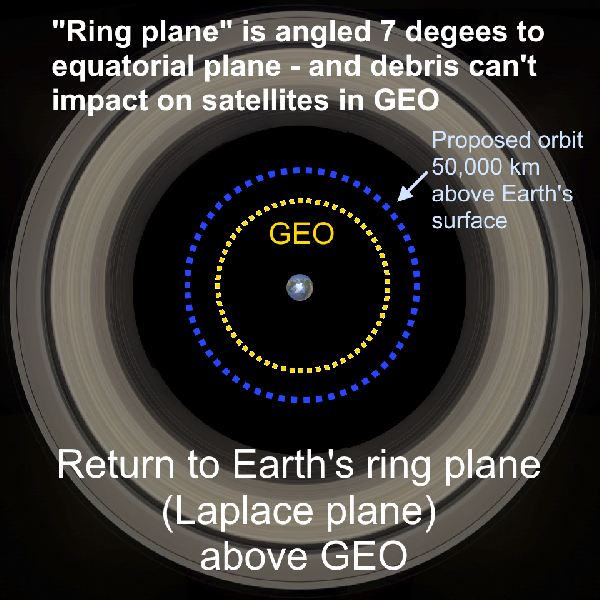 "Ring plane" is angled 7 degees to
equatorial plane - and debris can't
impact on satellites in GEO
Proposed orbit
50,000 km
above Earth's
surface
GEO
Return to Earth's ring plane
(Laplace plane)
above GEO